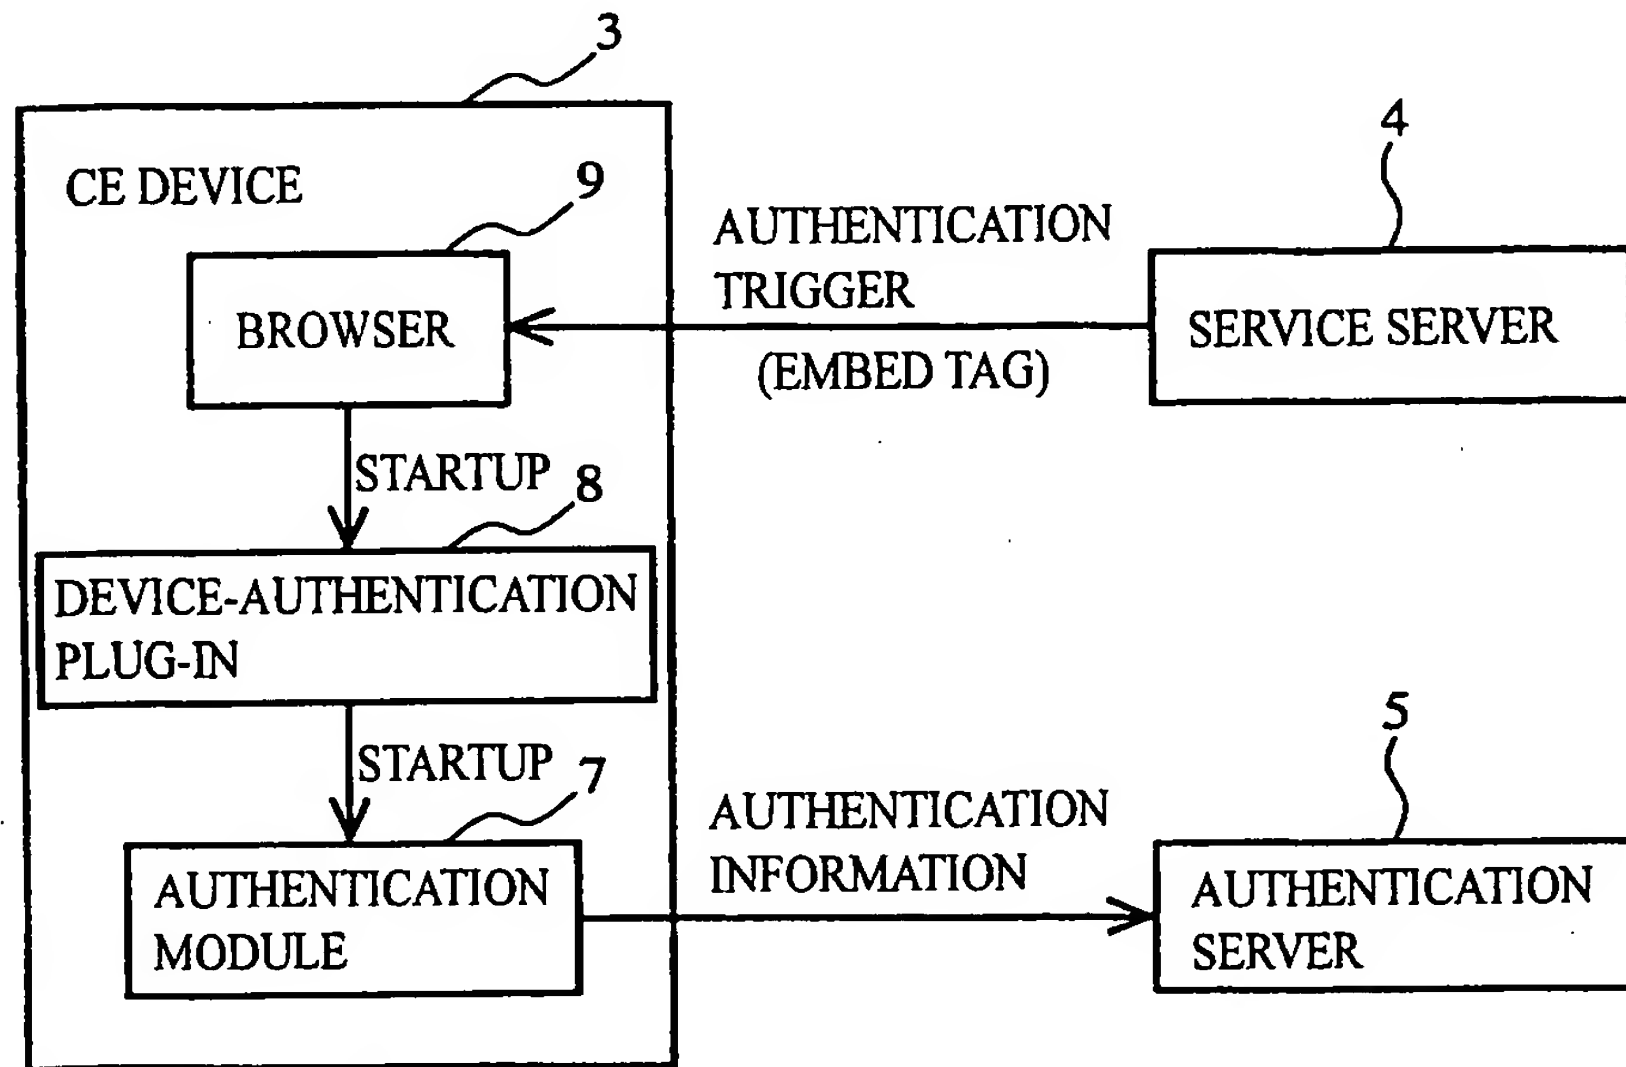 3
CE DEVICE
9
BROWSER
AUTHENTICATION
TRIGGER
(EMBED TAG)
4
SERVICE SERVER
STARTUP
8
DEVICE-AUTHENTICATION
PLUG-IN
STARTUP
7
AUTHENTICATION
MODULE
AUTHENTICATION
INFORMATION
5
AUTHENTICATION
SERVER